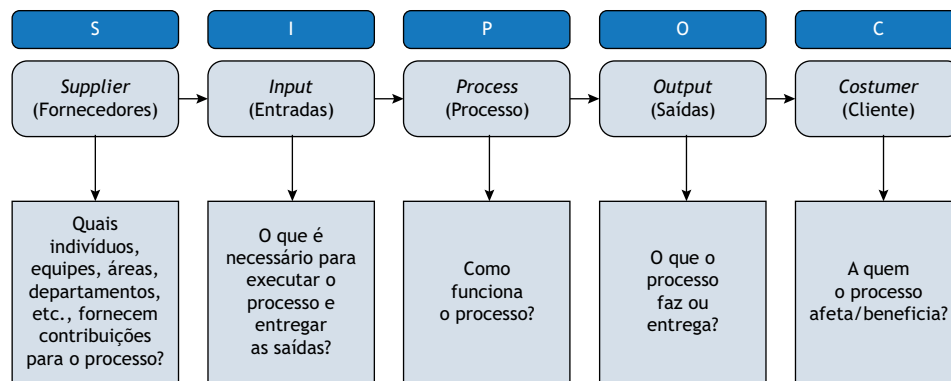 S
I
P
O
C
Supplier
(Fornecedores)
Input
(Entradas)
Process
(Processo)
Output
(Saídas)
Costumer
(Cliente)
Quais
indivíduos,
equipes, áreas,
departamentos,
etc., fornecem
contribuições
para o processo?
O que é
necessário para
executar o
processo e
entregar
as saídas?
Como
funciona
o processo?
O que o
processo
faz ou
entrega?
A quem
o processo
afeta/beneficia?